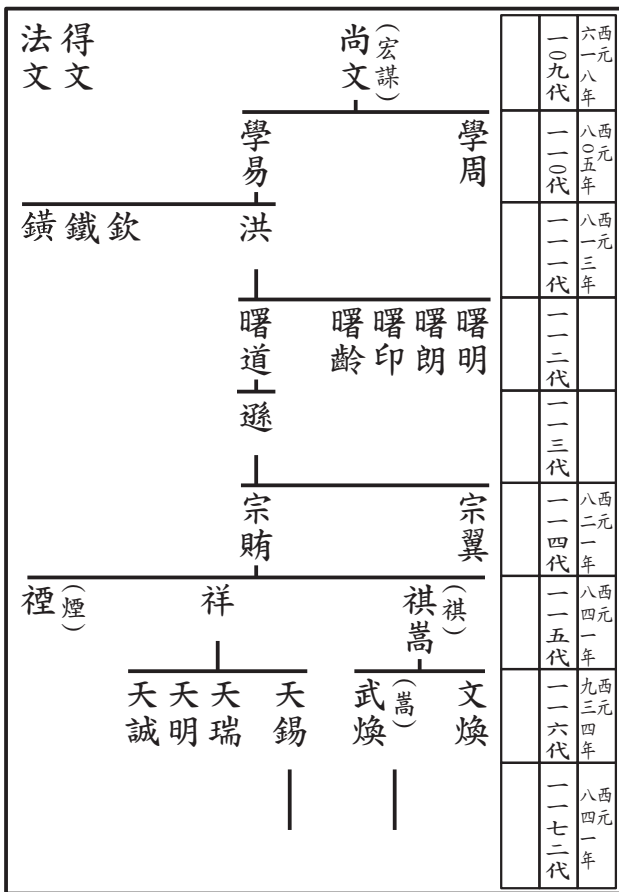 西元六一八年
一0九代
(宏謀)
尚文
得文
法文
西元八0五年
一一0代
學周
學易
西元八一三年
一一一代
洪
欽
鐵
鐄
一一二代
曙明
曙朗
曙印
曙齡
曙道
一一三代
遜
西元八二一年
一一四代
宗翼
宗賄
西元八四一年
一一五代
(祺)
祺嵩
祥
(煙)
禋
西元九三四年
一一六代
文煥
(嵩)
武煥
天錫
天瑞
天明
天誠
西元八四一年
一一七二代